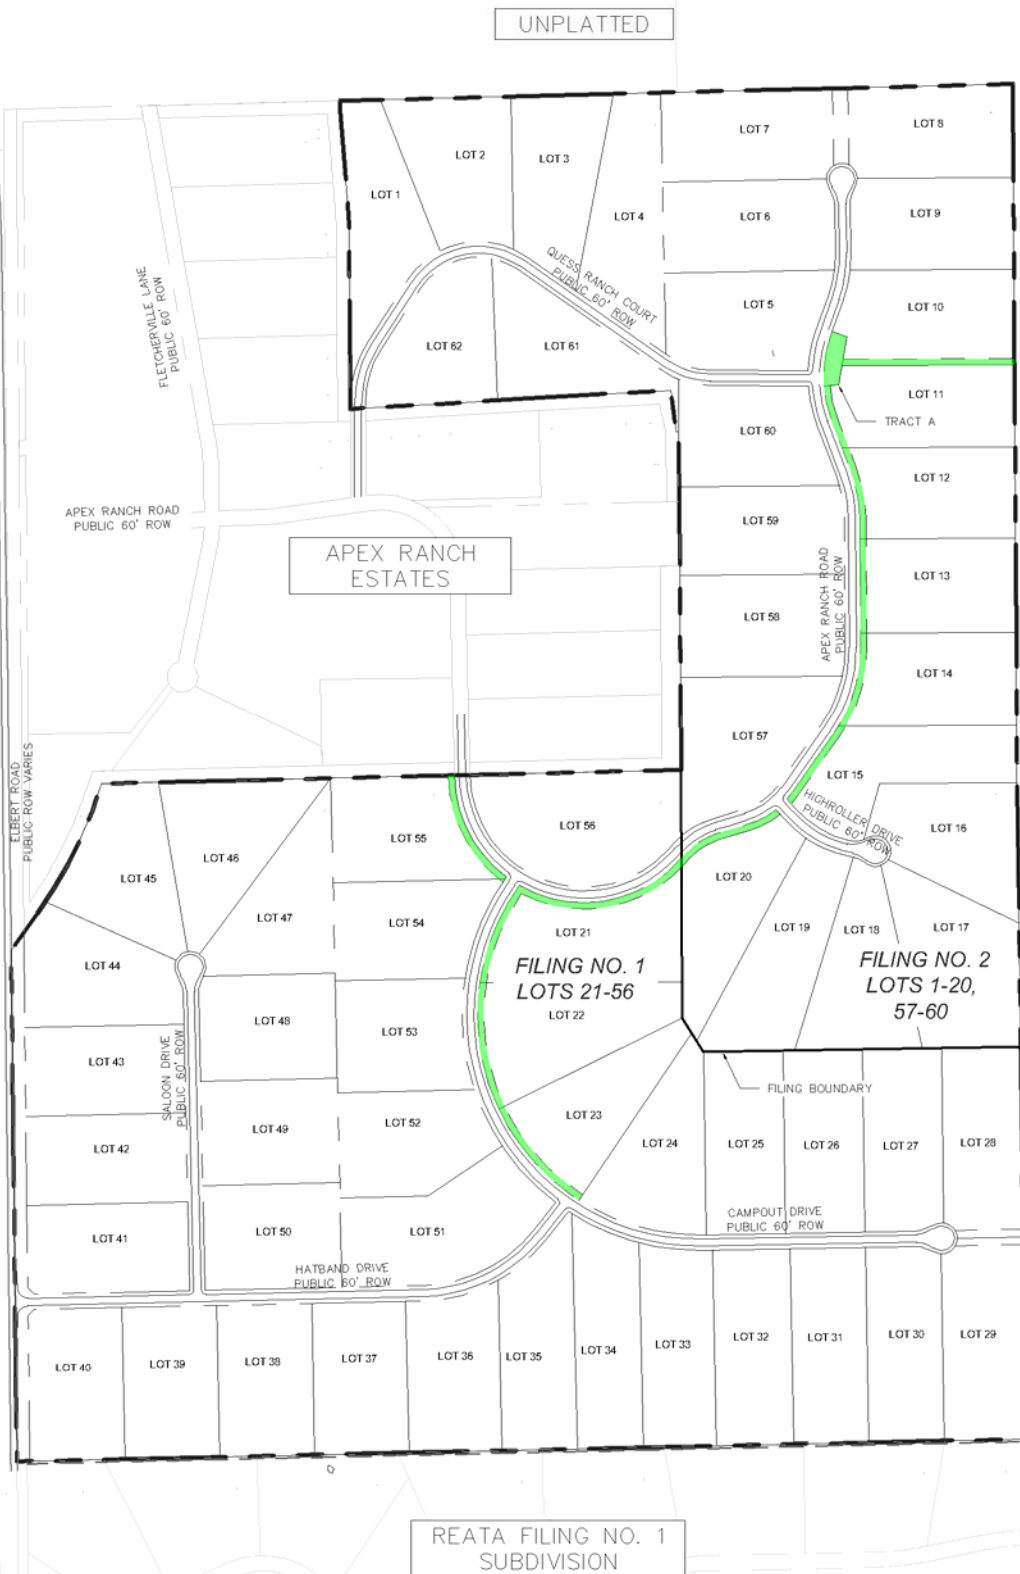 UNPLATTED
LOT 7
LOT 8
LOT 2
LOT 3
LOT 1
LOT 4
LOT 6
LOT 9
QUESS RANCH COURT
PUBLIC 60' ROW
FLETCHERVILLE LANE
PUBLIC 60' ROW
LOT 5
LOT 10
LOT 62
LOT 61
LOT 11
TRACT A
LOT 60
LOT 12
APEX RANCH ROAD
PUBLIC 60' ROW
LOT 59
APEX RANCH
ESTATES
APEX RANCH ROAD
PUBLIC 60' ROW
LOT 13
LOT 58
LOT 14
LOT 57
ELBERT ROAD
PUBLIC ROW VARIES
LOT 15
HIGHROLLER DRIVE
PUBLIC 60' ROW
LOT 16
LOT 56
LOT 55
LOT 46
LOT 45
LOT 20
LOT 47
LOT 54
LOT 21
LOT 19
LOT 18
LOT 17
FILING NO. 1
LOTS 21-56
FILING NO. 2
LOTS 1-20,
57-60
LOT 44
LOT 22
LOT 48
LOT 53
SALOON DRIVE
PUBLIC 60' ROW
LOT 43
FILING BOUNDARY
LOT 49
LOT 52
LOT 23
LOT 24
LOT 25
LOT 26
LOT 27
LOT 28
LOT 42
CAMPOUT DRIVE
PUBLIC 60' ROW
LOT 41
LOT 50
LOT 51
HATBAND DRIVE
PUBLIC 60' ROW
LOT 40
LOT 39
LOT 38
LOT 37
LOT 36
LOT 35
LOT 34
LOT 33
LOT 32
LOT 31
LOT 30
LOT 29
REATA FILING NO. 1
SUBDIVISION